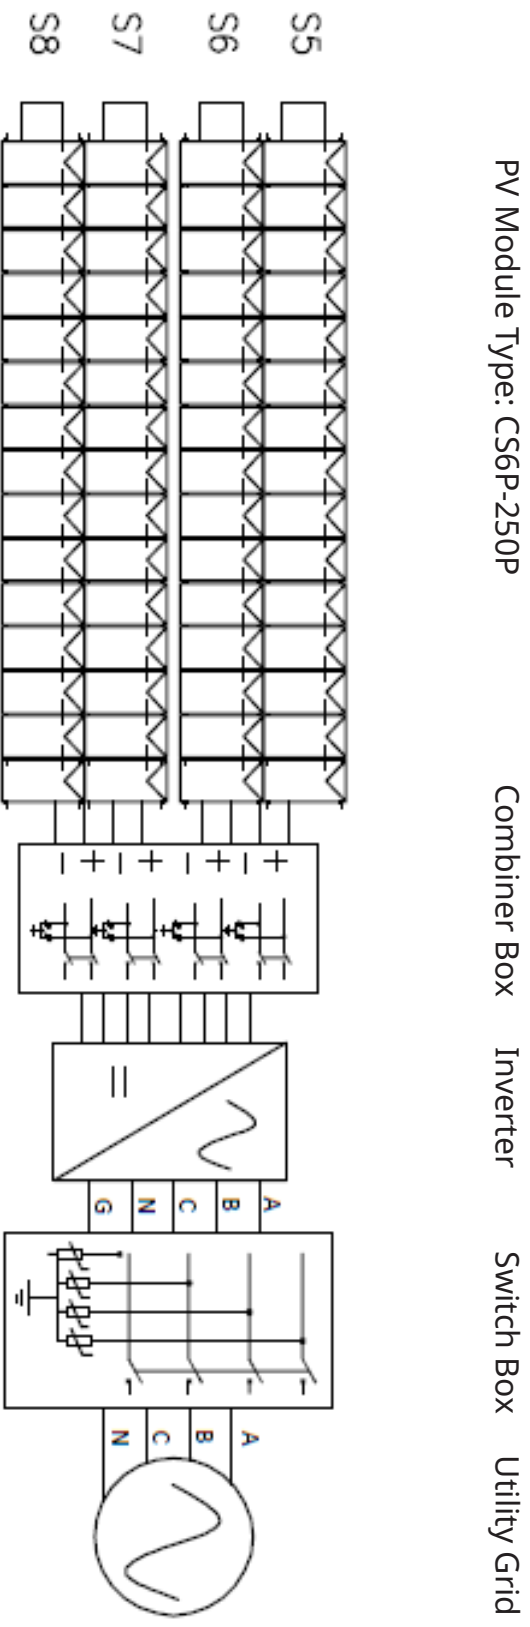 S5
S6
S7
S8
PV Module Type: CS6P-250P
Combiner Box
+ − + − + − + −
Inverter
A
B
C
N
G
Switch Box
A
B
C
N
Utility Grid